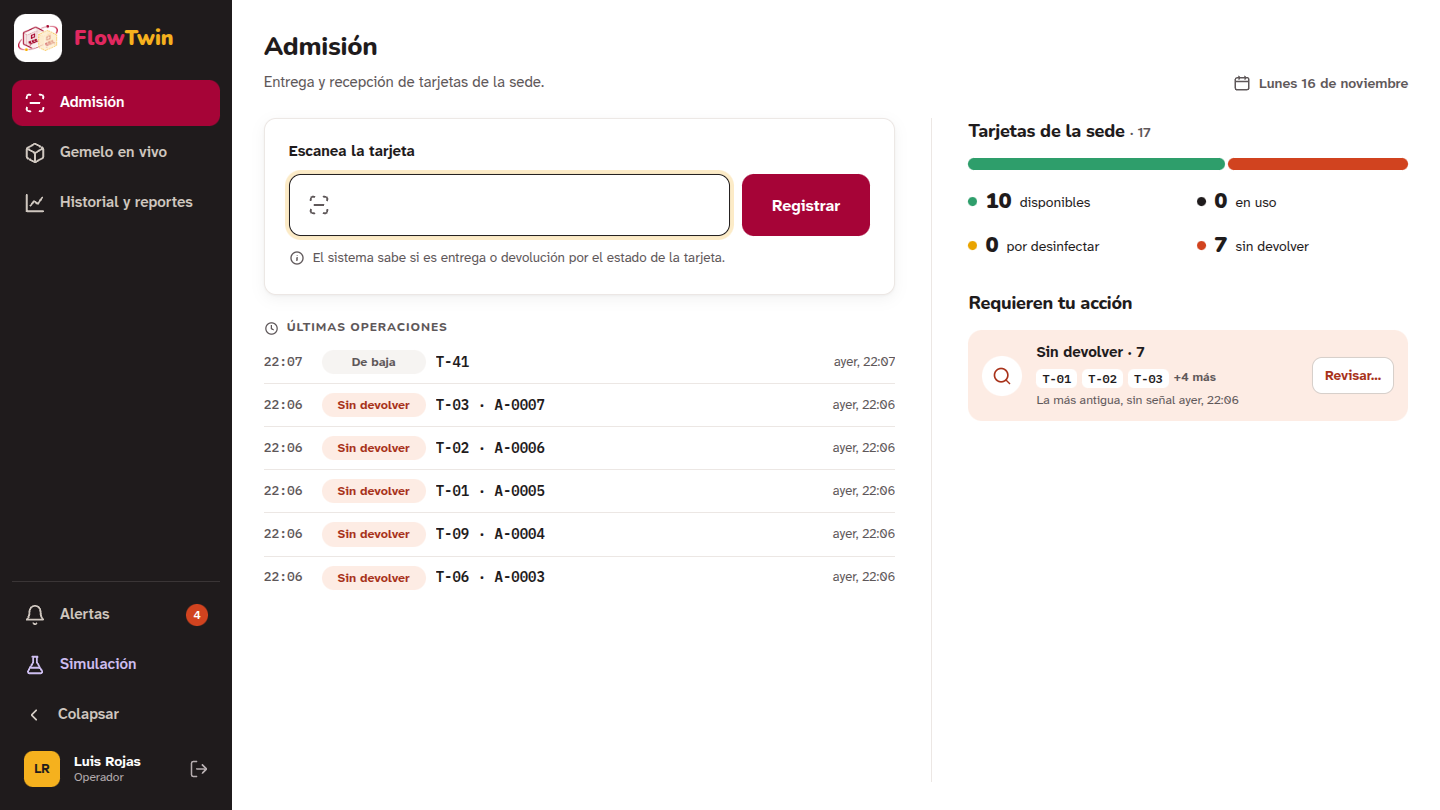 FlowTwin
Admisión
Gemelo en vivo
Historial y reportes
Alertas 4
Simulación
Colapsar
LR Luis Rojas
Operador
Admisión
Entrega y recepción de tarjetas de la sede.
Lunes 16 de noviembre
Escanea la tarjeta
Registrar
El sistema sabe si es entrega o devolución por el estado de la tarjeta.
ÚLTIMAS OPERACIONES
22:07 De baja T-41 ayer, 22:07
22:06 Sin devolver T-03 · A-0007 ayer, 22:06
22:06 Sin devolver T-02 · A-0006 ayer, 22:06
22:06 Sin devolver T-01 · A-0005 ayer, 22:06
22:06 Sin devolver T-09 · A-0004 ayer, 22:06
22:06 Sin devolver T-06 · A-0003 ayer, 22:06
Tarjetas de la sede · 17
10 disponibles
0 en uso
0 por desinfectar
7 sin devolver
Requieren tu acción
Sin devolver · 7
T-01 T-02 T-03 +4 más
La más antigua, sin señal ayer, 22:06
Revisar...